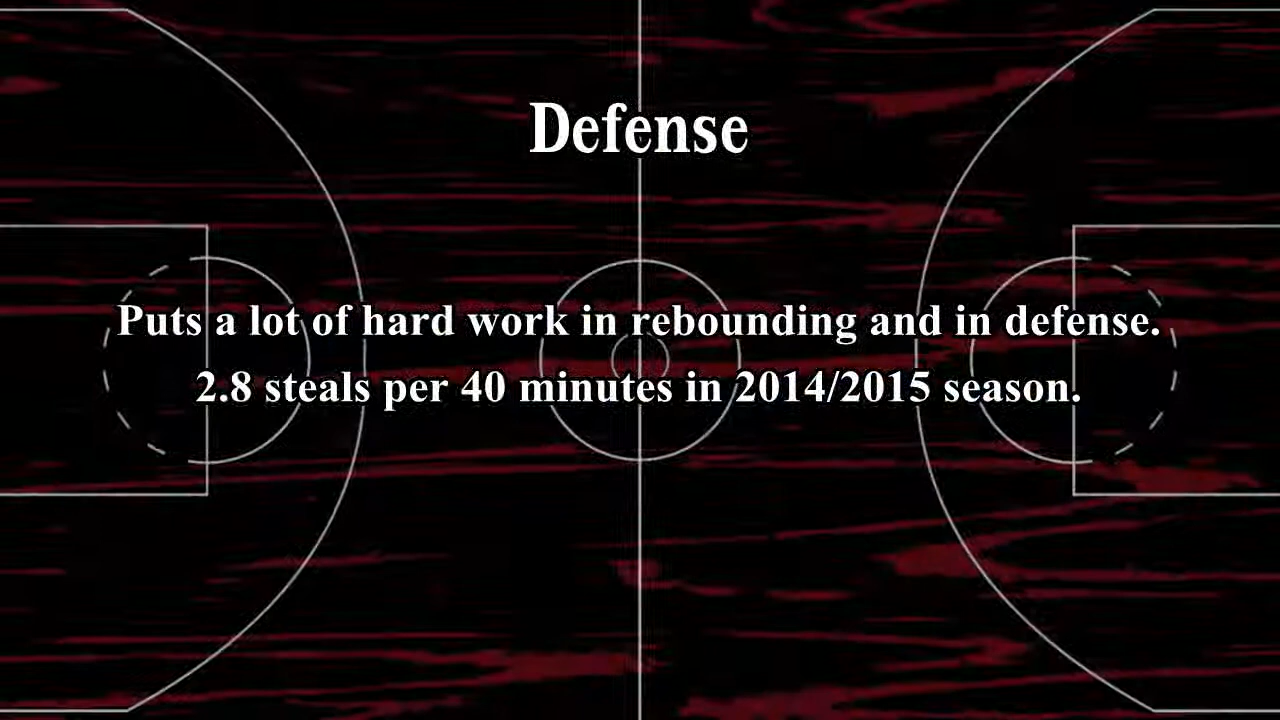 Defense
Puts a lot of hard work in rebounding and in defense.
2.8 steals per 40 minutes in 2014/2015 season.